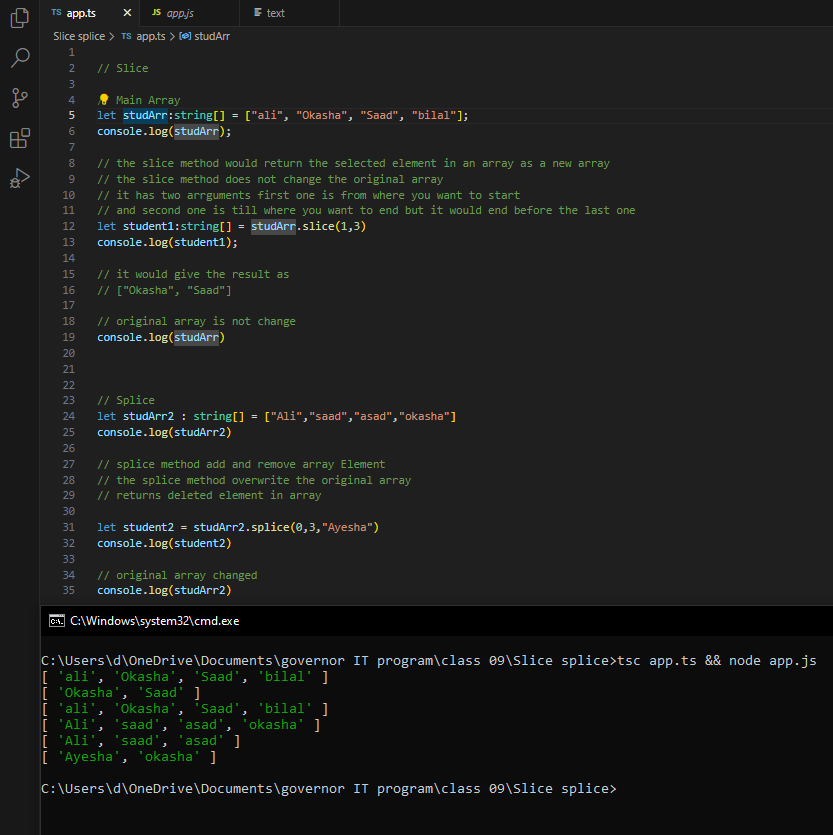 TS app.ts × JS app.js text
Slice splice > TS app.ts > studArr
1
2 // Slice
3
4 Main Array
5 let studArr:string[] = ["ali", "Okasha", "Saad", "bilal"];
6 console.log(studArr);
7
8 // the slice method would return the selected element in an array as a new array
9 // the slice method does not change the original array
10 // it has two arrguments first one is from where you want to start
11 // and second one is till where you want to end but it would end before the last one
12 let student1:string[] = studArr.slice(1,3)
13 console.log(student1);
14
15 // it would give the result as
16 // ["Okasha", "Saad"]
17
18 // original array is not change
19 console.log(studArr)
20
21
22
23 // Splice
24 let studArr2 : string[] = ["Ali","saad","asad","okasha"]
25 console.log(studArr2)
26
27 // splice method add and remove array Element
28 // the splice method overwrite the original array
29 // returns deleted element in array
30
31 let student2 = studArr2.splice(0,3,"Ayesha")
32 console.log(student2)
33
34 // original array changed
35 console.log(studArr2)
C:\Windows\system32\cmd.exe
C:\Users\d\OneDrive\Documents\governor IT program\class 09\Slice splice>tsc app.ts && node app.js
[ 'ali', 'Okasha', 'Saad', 'bilal' ]
[ 'Okasha', 'Saad' ]
[ 'ali', 'Okasha', 'Saad', 'bilal' ]
[ 'Ali', 'saad', 'asad', 'okasha' ]
[ 'Ali', 'saad', 'asad' ]
[ 'Ayesha', 'okasha' ]
C:\Users\d\OneDrive\Documents\governor IT program\class 09\Slice splice>